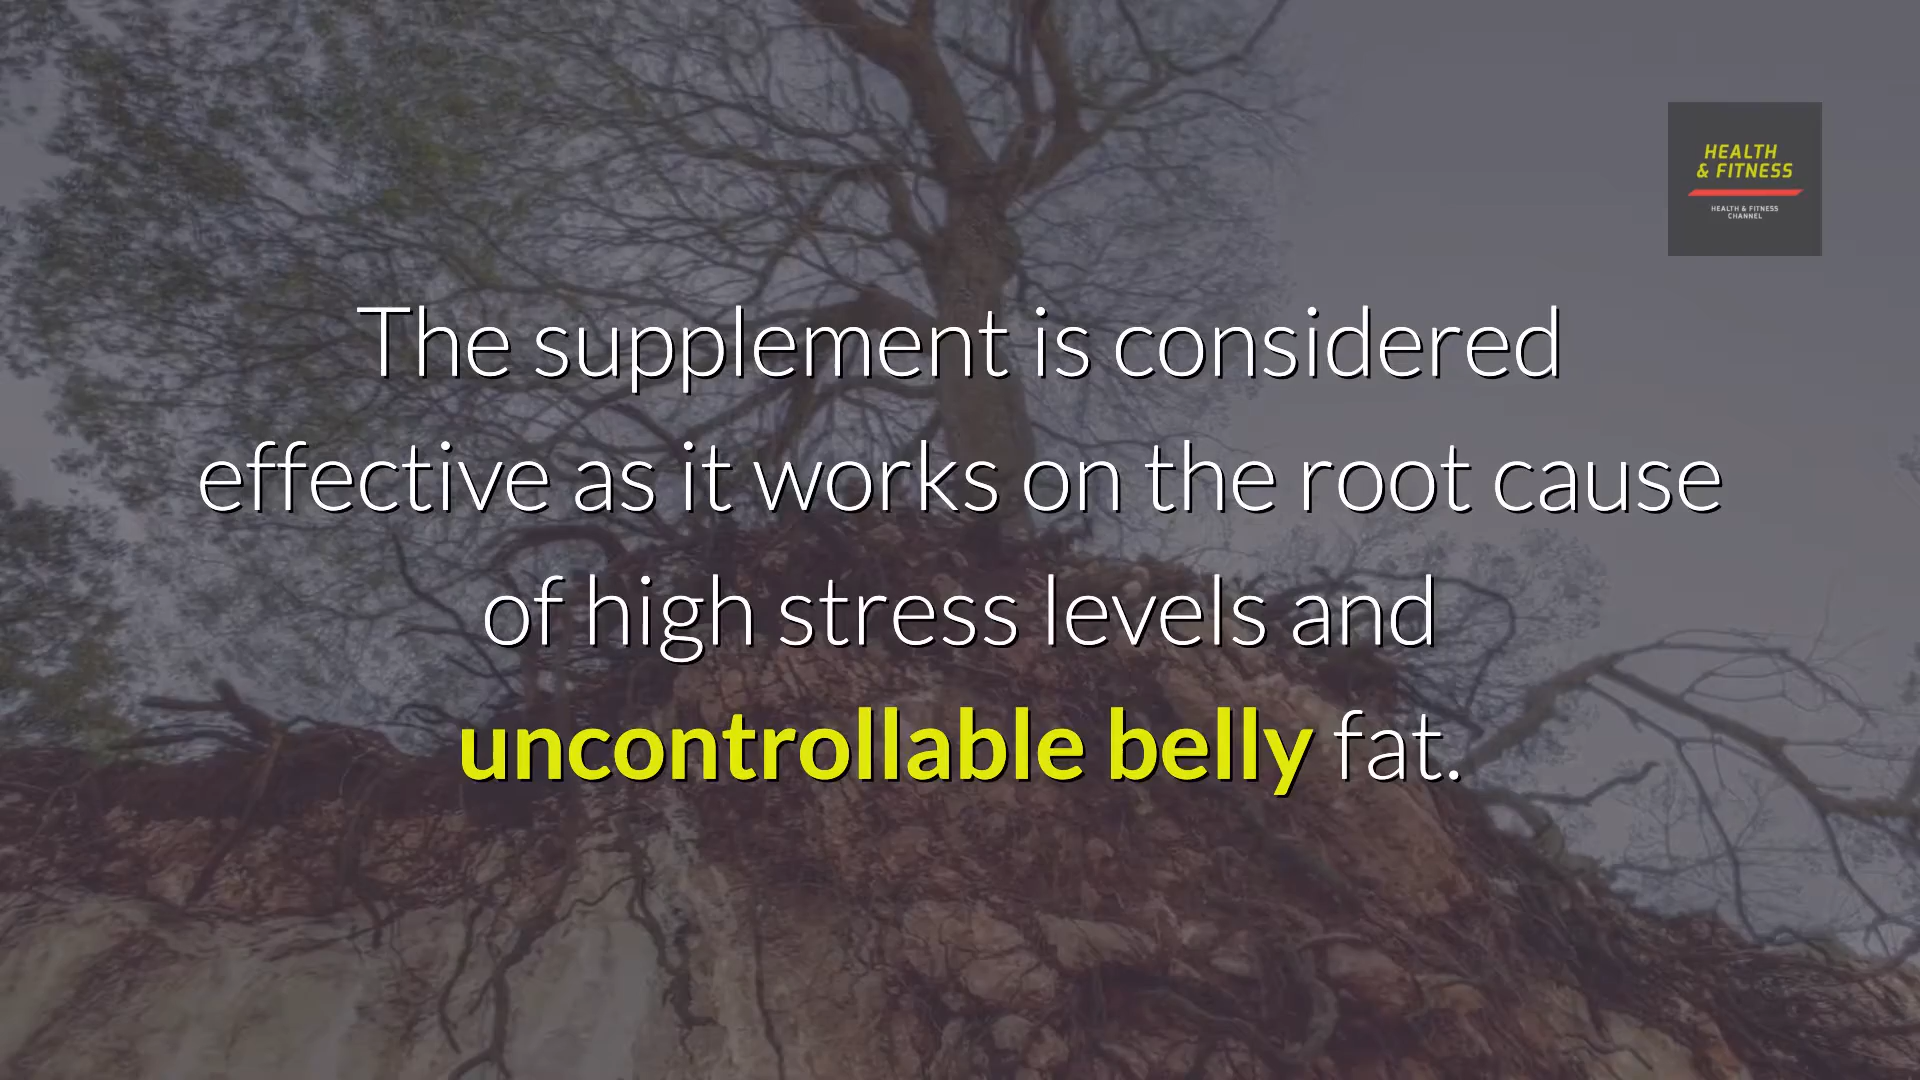 HEALTH
& FITNESS
HEALTH & FITNESS
CHANNEL
The supplement is considered
effective as it works on the root cause
of high stress levels and
uncontrollable belly fat.